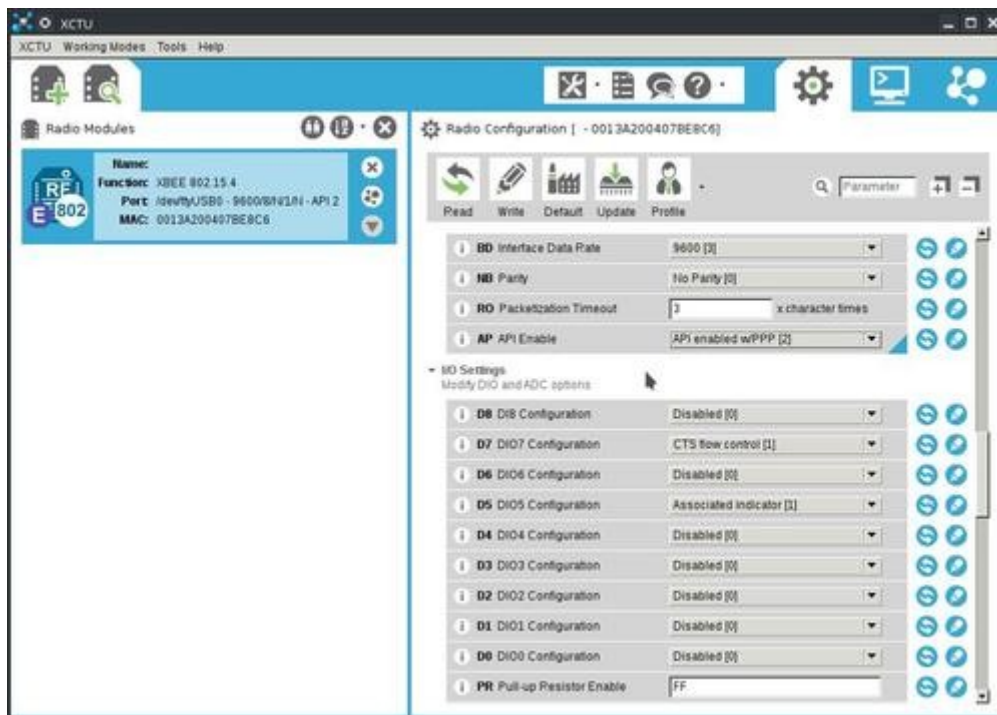 XCTU
XCTU Working Modes Tools Help
Radio Modules
Radio Configuration [ - 0013A200407BE8C6]
Name:
Function: XBEE 802.15.4
Port: /dev/ttyUSB0 - 9600/8/N/1/N - API 2
MAC: 0013A200407BE8C6
RF
E 802
Read Write Default Update Profile
Parameter
i BD Interface Data Rate 9600 [3]
i NB Parity No Parity [0]
i RO Packetization Timeout 3 x character times
i AP API Enable API enabled w/PPP [2]
I/O Settings
Modify DIO and ADC options
i D8 DI8 Configuration Disabled [0]
i D7 DIO7 Configuration CTS flow control [1]
i D6 DIO6 Configuration Disabled [0]
i D5 DIO5 Configuration Associated indicator [1]
i D4 DIO4 Configuration Disabled [0]
i D3 DIO3 Configuration Disabled [0]
i D2 DIO2 Configuration Disabled [0]
i D1 DIO1 Configuration Disabled [0]
i D0 DIO0 Configuration Disabled [0]
i PR Pull-up Resistor Enable FF